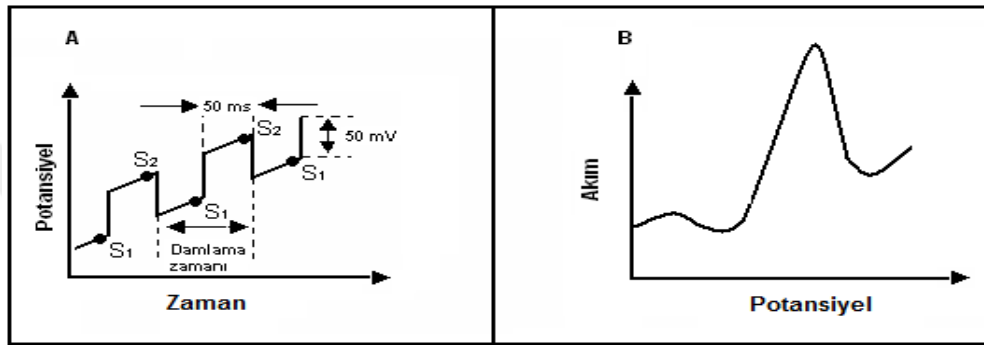 A
50 ms
S2
50 mV
S2
S1
S1
S1
Damlama
zamanı
Potansiyel
Zaman
B
Akım
Potansiyel